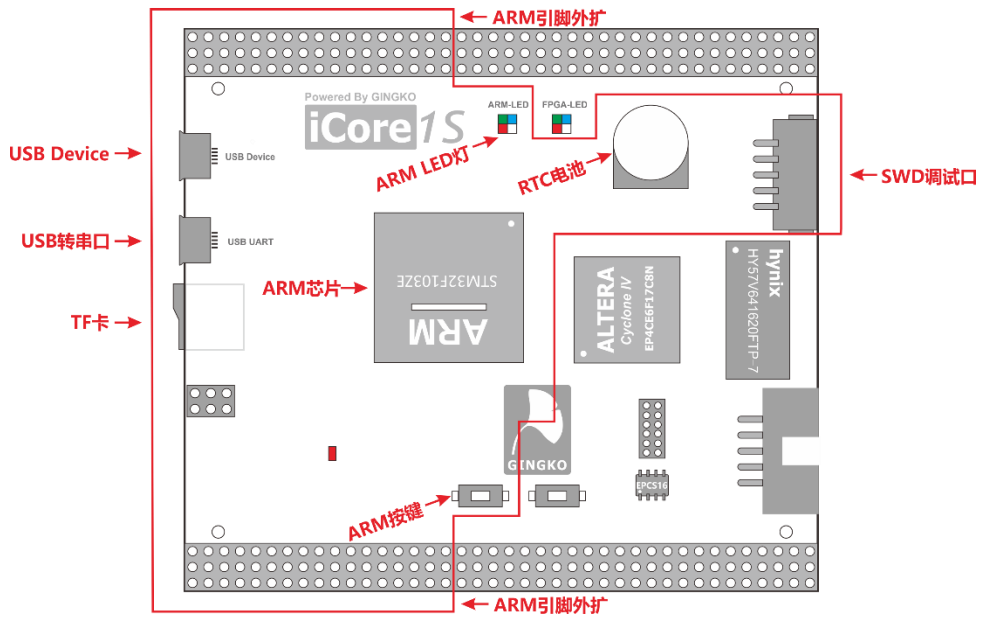 ARM引脚外扩
Powered By GINGKO
iCore1S
ARM-LED
FPGA-LED
ARM LED灯
RTC电池
USB Device
USB Device
SWD调试口
USB转串口
USB UART
ARM芯片
STM32F103ZE
ARM
ALTERA
Cyclone IV
EP4CE6F17C8N
hynix
HY57V641620FTP-7
TF卡
GINGKO
EPCS16
ARM按键
ARM引脚外扩